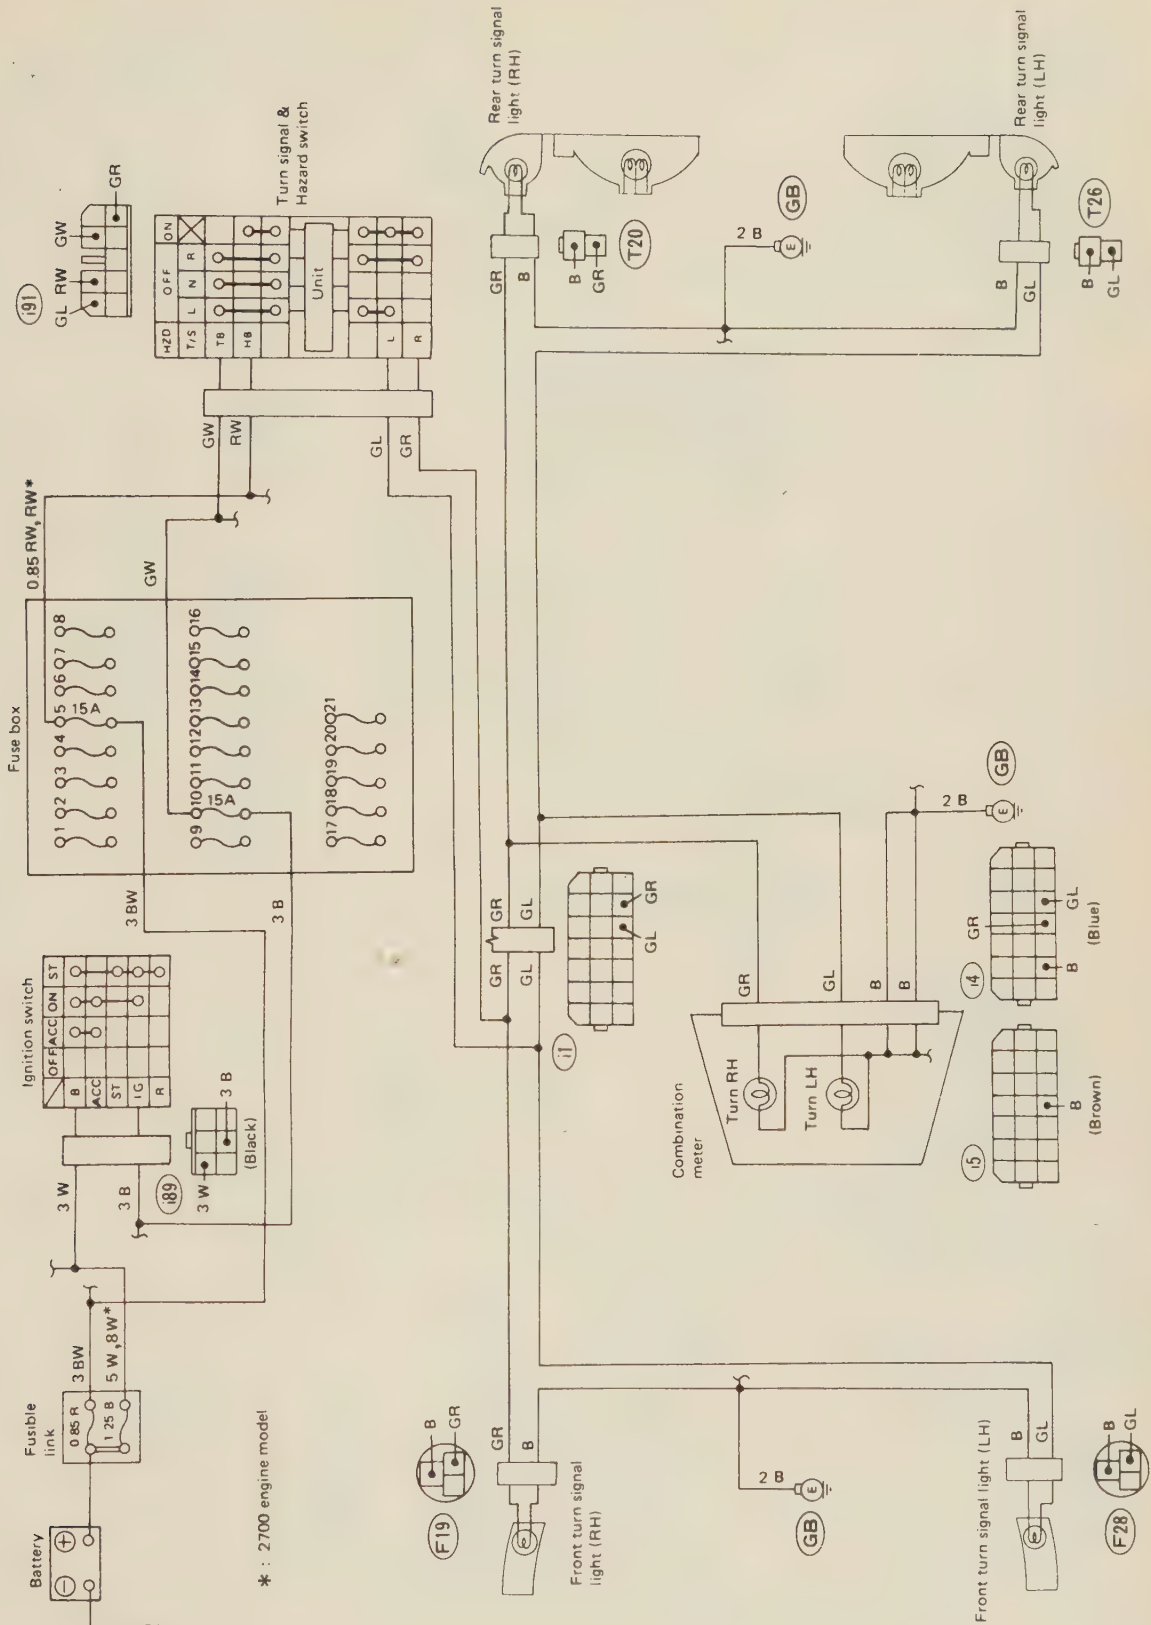 Battery
Fusible
link
0.85 R
1.25 B
3 BW
5 W, 8W*
3 W
3 B
i89
3 W
3 B
(Black)
Ignition switch
OFF ACC ON ST
B
ACC
ST
IG
R
3 BW
3 B
Fuse box
1 2 3 4 5 6 7 8
15A
9 10 11 12 13 14 15 16
15A
17 18 19 20 21
0.85 RW, RW*
GW
GW
RW
GL
GR
i91
GL RW GW GR
HZD OFF ON
T/S L N R
TB
HB
L
R
Unit
Turn signal &
Hazard switch
* : 2700 engine model
F19
B
GR
GR
B
Front turn signal
light (RH)
GR
GL
GR
GL
i1
GL
GR
GR
B
B
GR
T20
Rear turn signal
light (RH)
2 B
E
GB
Combination
meter
Turn RH
Turn LH
GR
GL
B
B
2 B
E
GB
i5
B
(Brown)
i4
GR
B
GL
(Blue)
2 B
E
GB
Front turn signal light (LH)
B
GL
B
GL
F28
B
GL
B
GL
T26
Rear turn signal
light (LH)